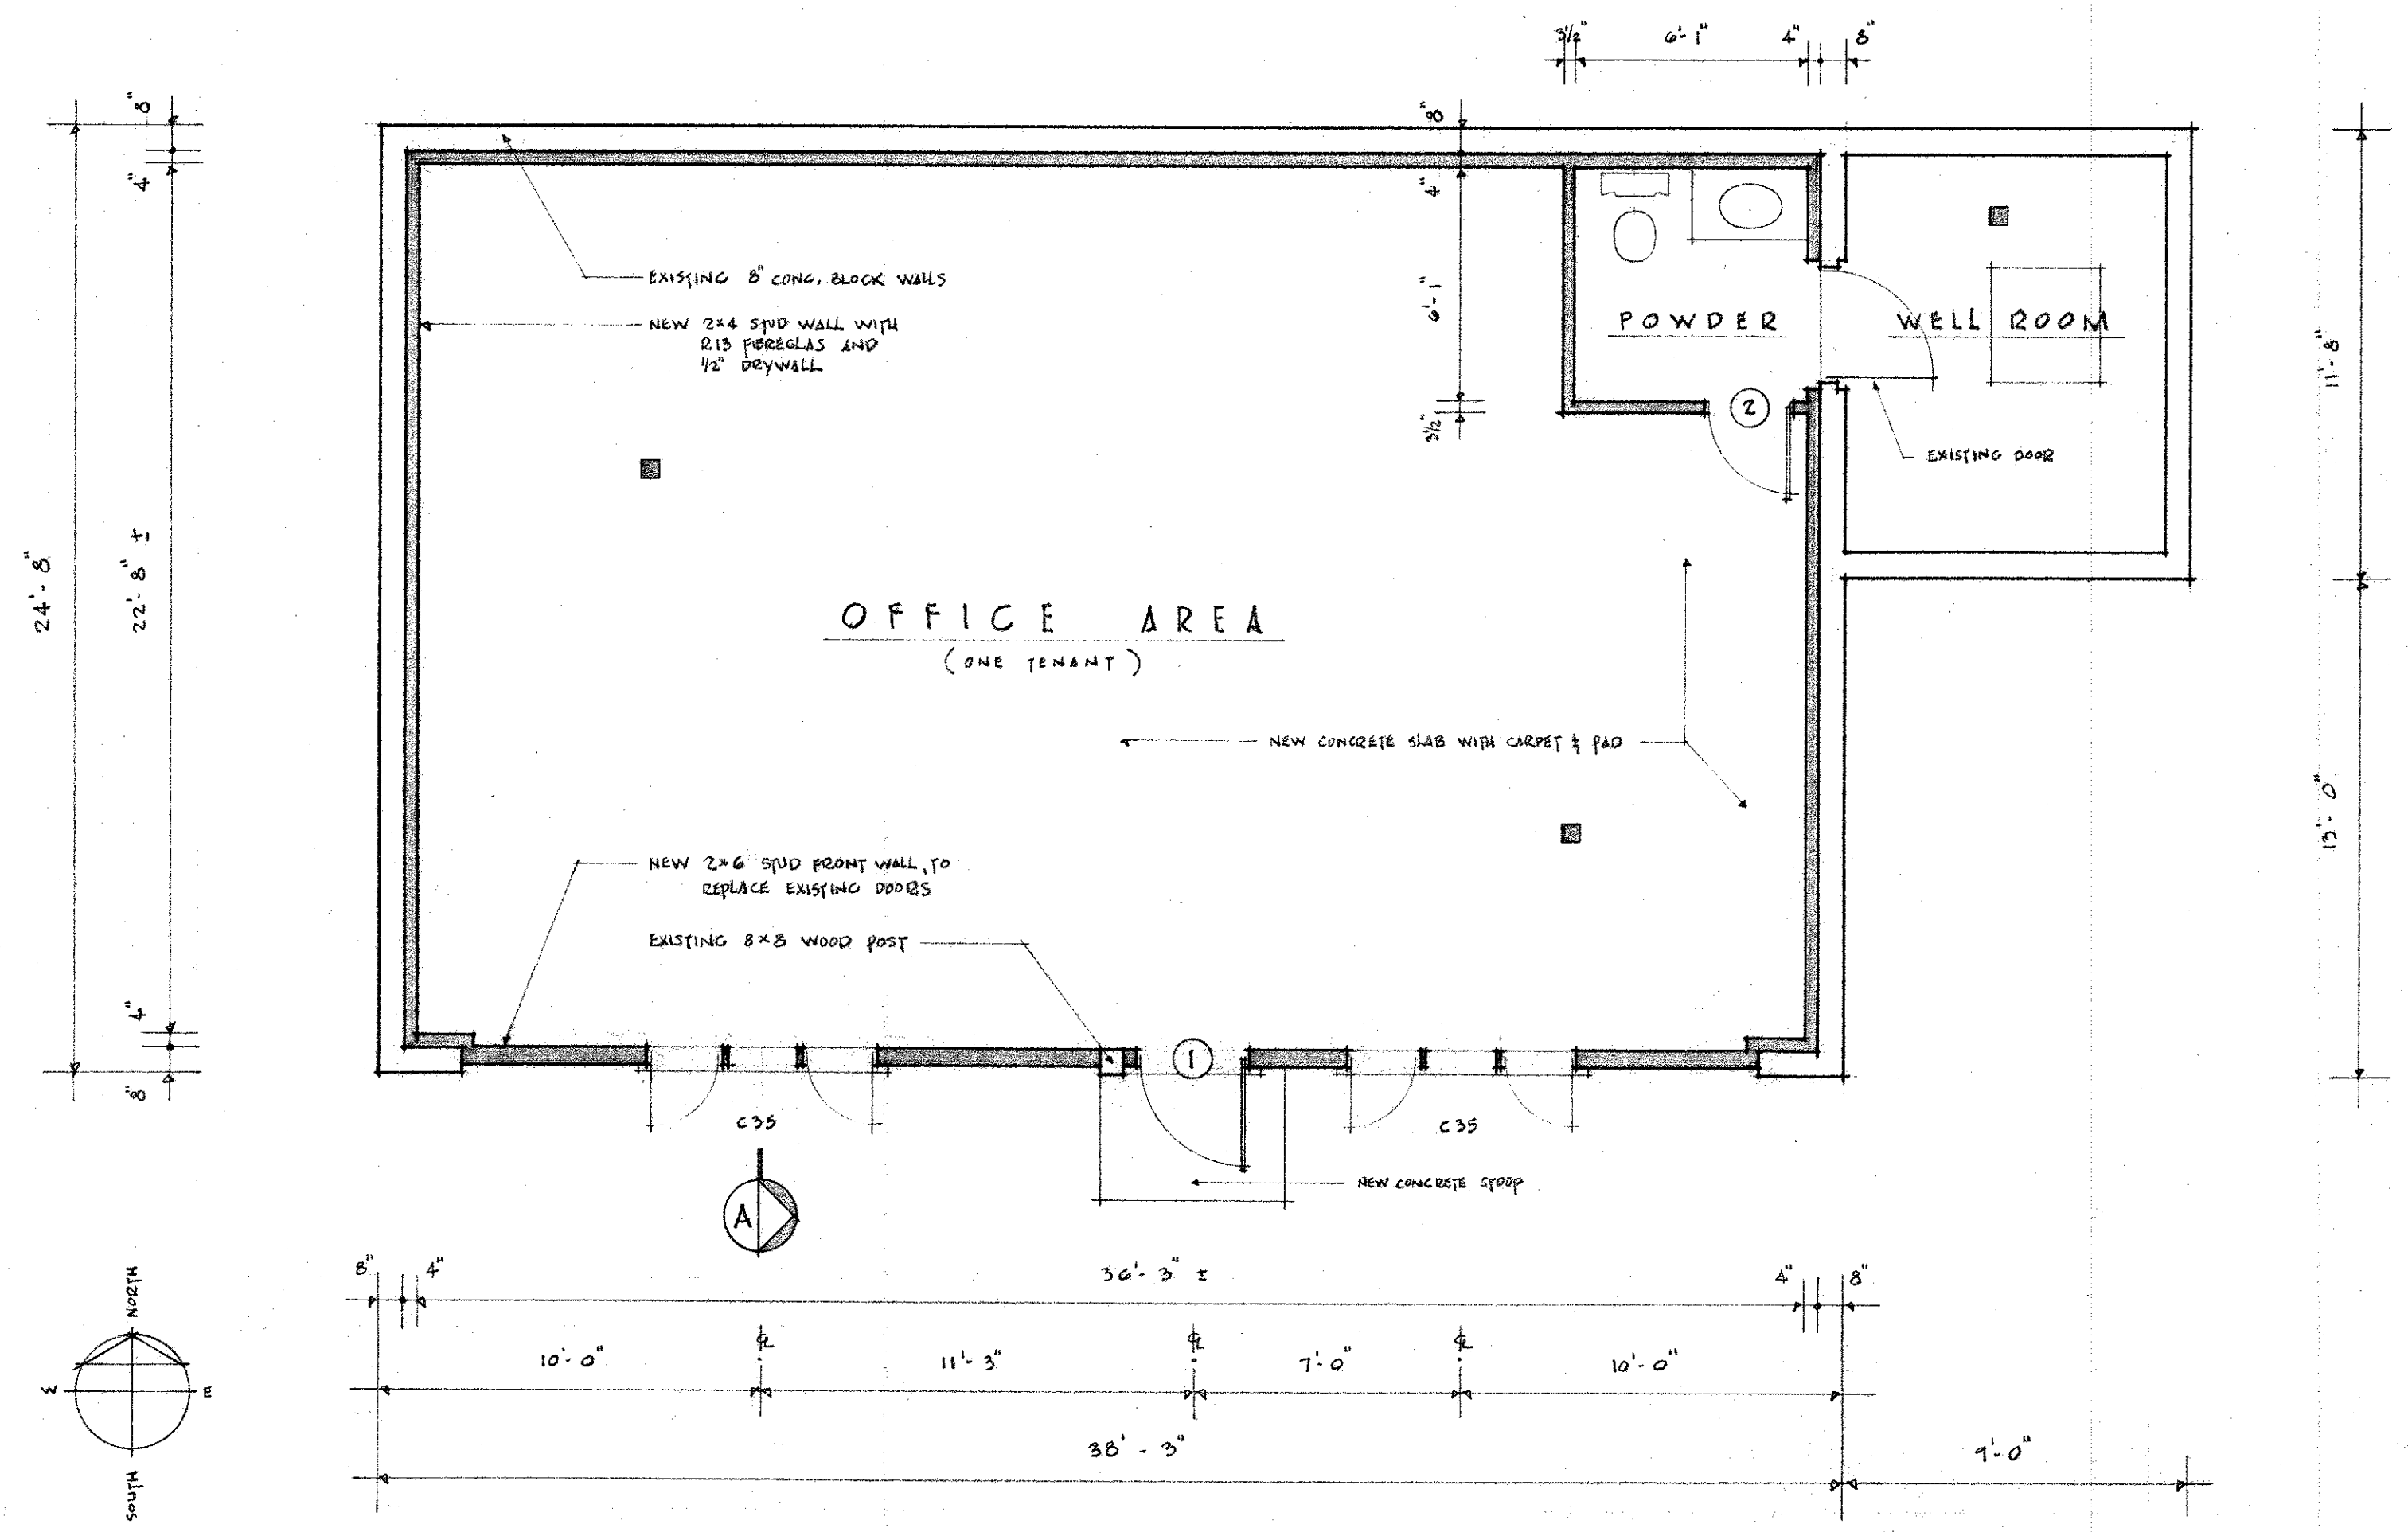 3½" 6'-1" 4" 8"
8"
4"
8"
4"
EXISTING 8" CONC. BLOCK WALLS
NEW 2×4 STUD WALL WITH
R13 FIBREGLAS AND
½" DRYWALL
6'-1"
3½"
POWDER
WELL ROOM
2
EXISTING DOOR
11'-8"
24'-8"
22'-8" ±
OFFICE AREA
(ONE TENANT)
NEW CONCRETE SLAB WITH CARPET & PAD
13'-0"
NEW 2×6 STUD FRONT WALL, TO
REPLACE EXISTING DOORS
EXISTING 8×8 WOOD POST
4"
8"
1
C35
C35
NEW CONCRETE STOOP
A
8" 4" 36'-3" ± 4" 8"
NORTH
W E
SOUTH
℄ ℄ ℄
10'-0" 11'-3" 7'-0" 10'-0"
38'-3" 9'-0"